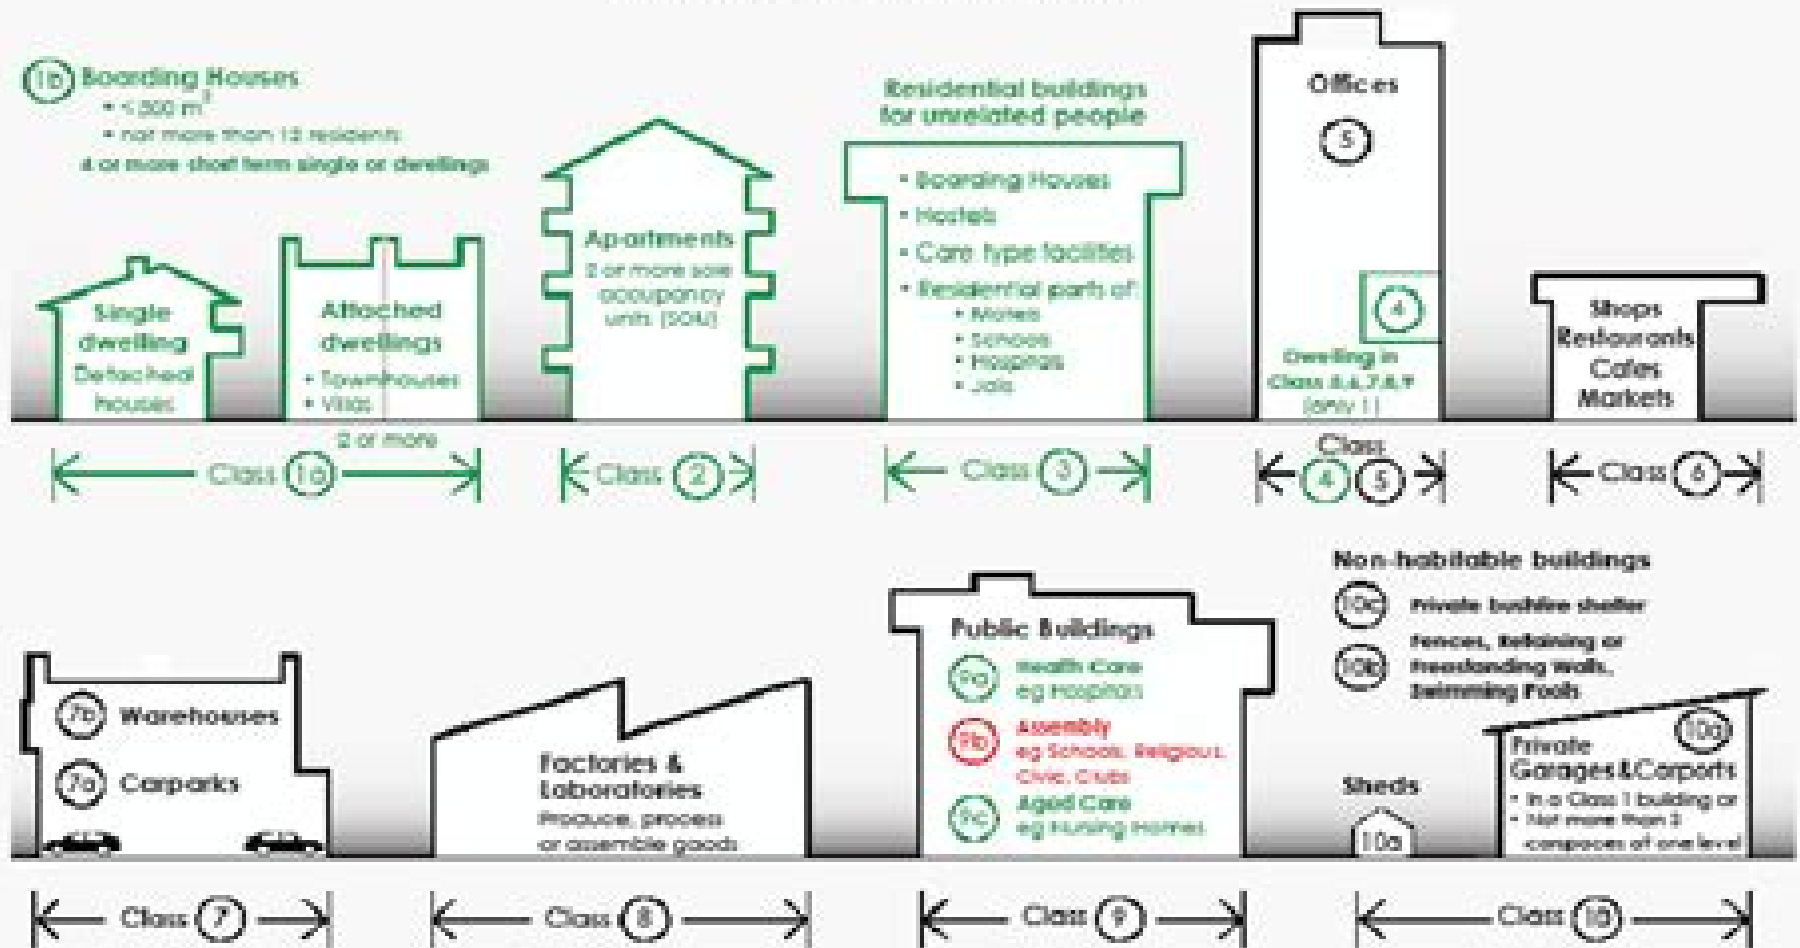 1b Boarding Houses
• < 300 m²
• not more than 12 residents
4 or more short term single or dwellings
Single
dwelling
Detached
houses
Attached
dwellings
• Townhouses
• Villas
2 or more
Class 1a
Apartments
2 or more sole
occupancy
units (SOU)
Class 2
Residential buildings
for unrelated people
• Boarding Houses
• Hostels
• Care type facilities
• Residential parts of:
• Motels
• Schools
• Hospitals
• Jails
Class 3
Offices
5
4
Dwelling in
Class 5,6,7,8,9
(only 1)
Class
4 5
Shops
Restaurants
Cafes
Markets
Class 6
7b Warehouses
7a Carparks
Class 7
Factories &
Laboratories
Produce, process
or assemble goods
Class 8
Public Buildings
9a Health Care
eg Hospitals
9b Assembly
eg Schools, Religious,
Civic, Clubs
9c Aged Care
eg Nursing Homes
Class 9
Non-habitable buildings
10c Private bushfire shelter
10b Fences, Retaining or
Freestanding Walls,
Swimming Pools
Sheds
10a
10a
Private
Garages & Carports
• In a Class 1 building or
• Not more than 3
carspaces of one level
Class 10